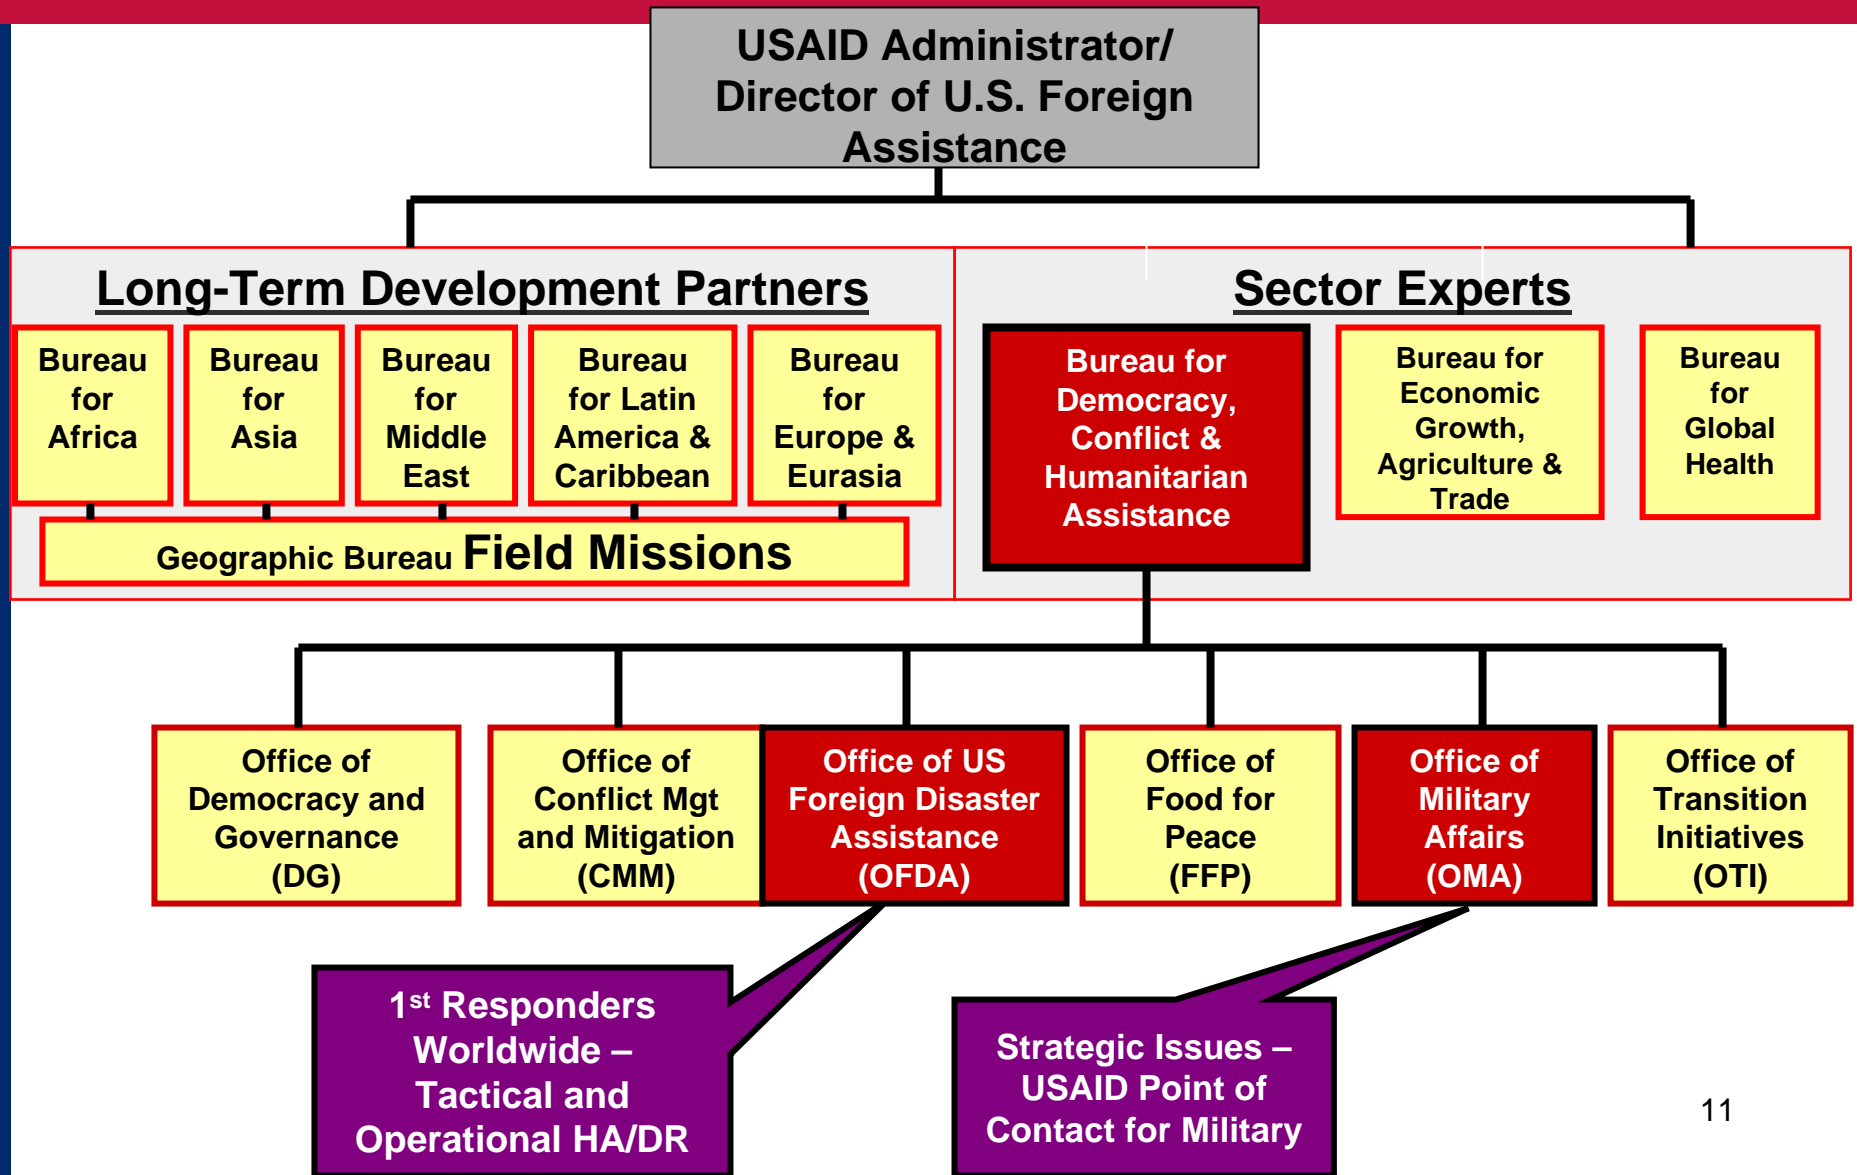 USAID Administrator/
Director of U.S. Foreign
Assistance
Long-Term Development Partners
Sector Experts
Bureau
for
Africa
Bureau
for
Asia
Bureau
for
Middle
East
Bureau
for Latin
America &
Caribbean
Bureau
for
Europe &
Eurasia
Bureau for
Democracy,
Conflict &
Humanitarian
Assistance
Bureau for
Economic
Growth,
Agriculture &
Trade
Bureau
for
Global
Health
Geographic Bureau Field Missions
Office of
Democracy and
Governance
(DG)
Office of
Conflict Mgt
and Mitigation
(CMM)
Office of US
Foreign Disaster
Assistance
(OFDA)
Office of
Food for
Peace
(FFP)
Office of
Military
Affairs
(OMA)
Office of
Transition
Initiatives
(OTI)
1st Responders
Worldwide –
Tactical and
Operational HA/DR
Strategic Issues –
USAID Point of
Contact for Military
11